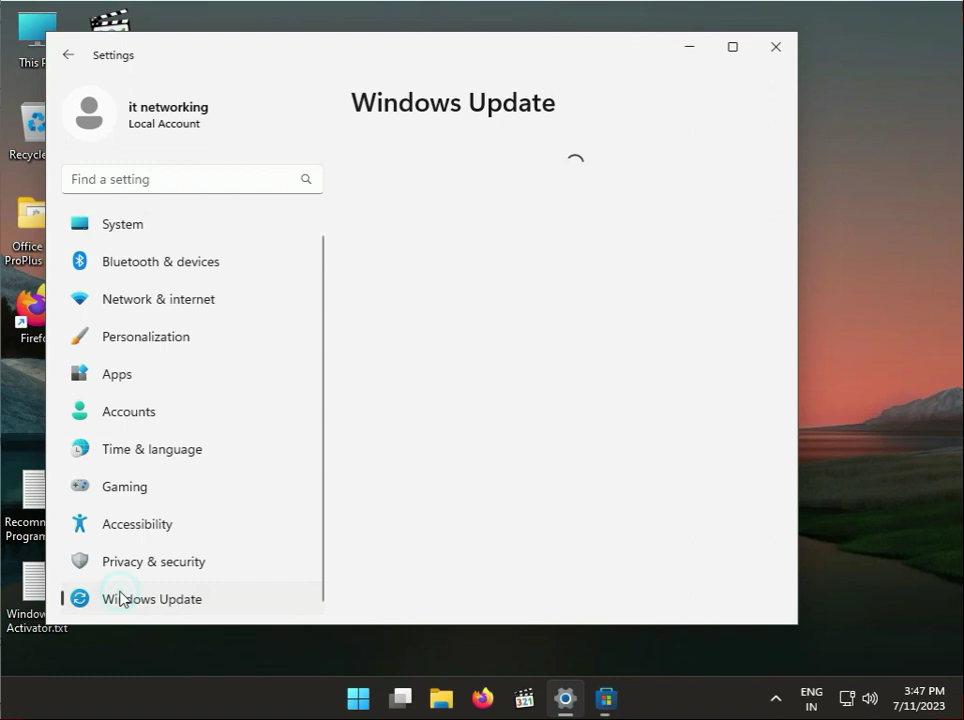 This P
Settings
it networking
Local Account
Windows Update
Find a setting
Recycle
System
Bluetooth & devices
Network & internet
Office
ProPlus
Personalization
Firefo
Apps
Accounts
Time & language
Gaming
Recomm
Program
Accessibility
Privacy & security
Windows Update
Window
Activator.txt
321
ENG
IN
3:47 PM
7/11/2023